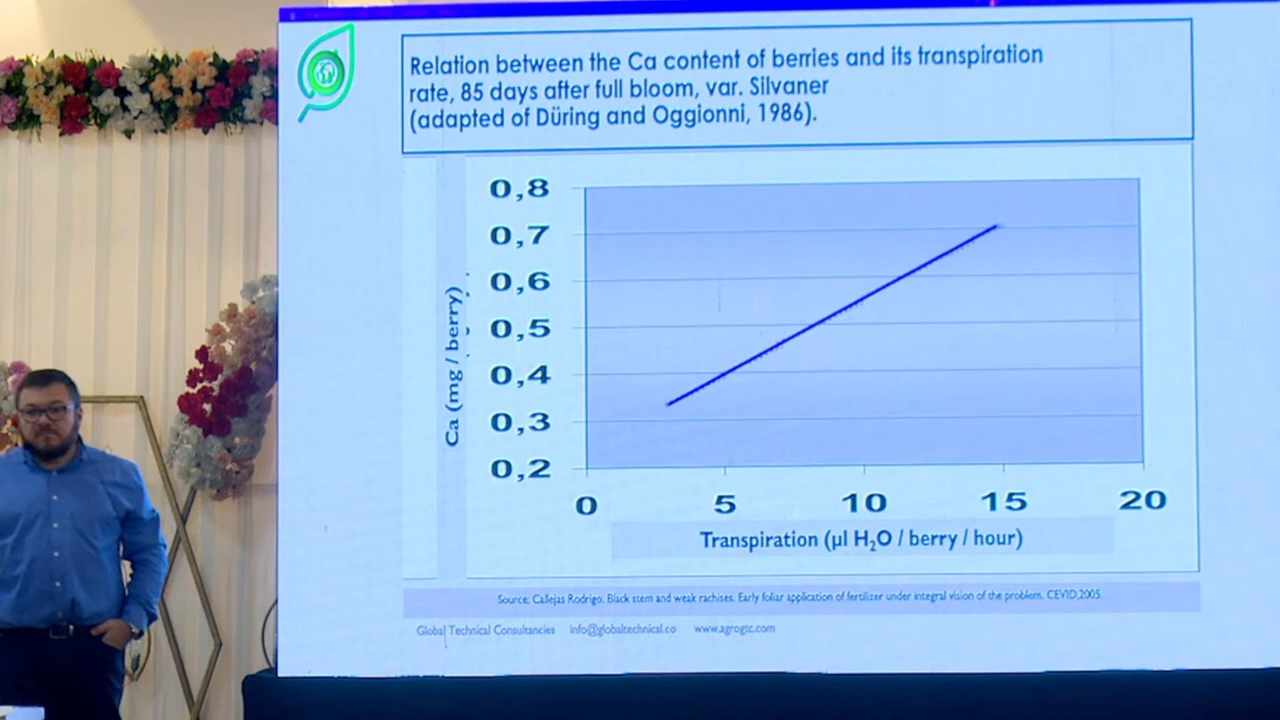 Relation between the Ca content of berries and its transpiration
rate, 85 days after full bloom, var. Silvaner
(adapted of Düring and Oggionni, 1986).
Ca (mg / berry)
0,8
0,7
0,6
0,5
0,4
0,3
0,2
0 5 10 15 20
Transpiration (µl H₂O / berry / hour)
Source: Callejas Rodrigo. Black stem and weak rachises. Early foliar application of fertilizer under integral vision of the problem. CEVID,2005.
Global Technical Consultancies info@globaltechnical.co www.agrogtc.com